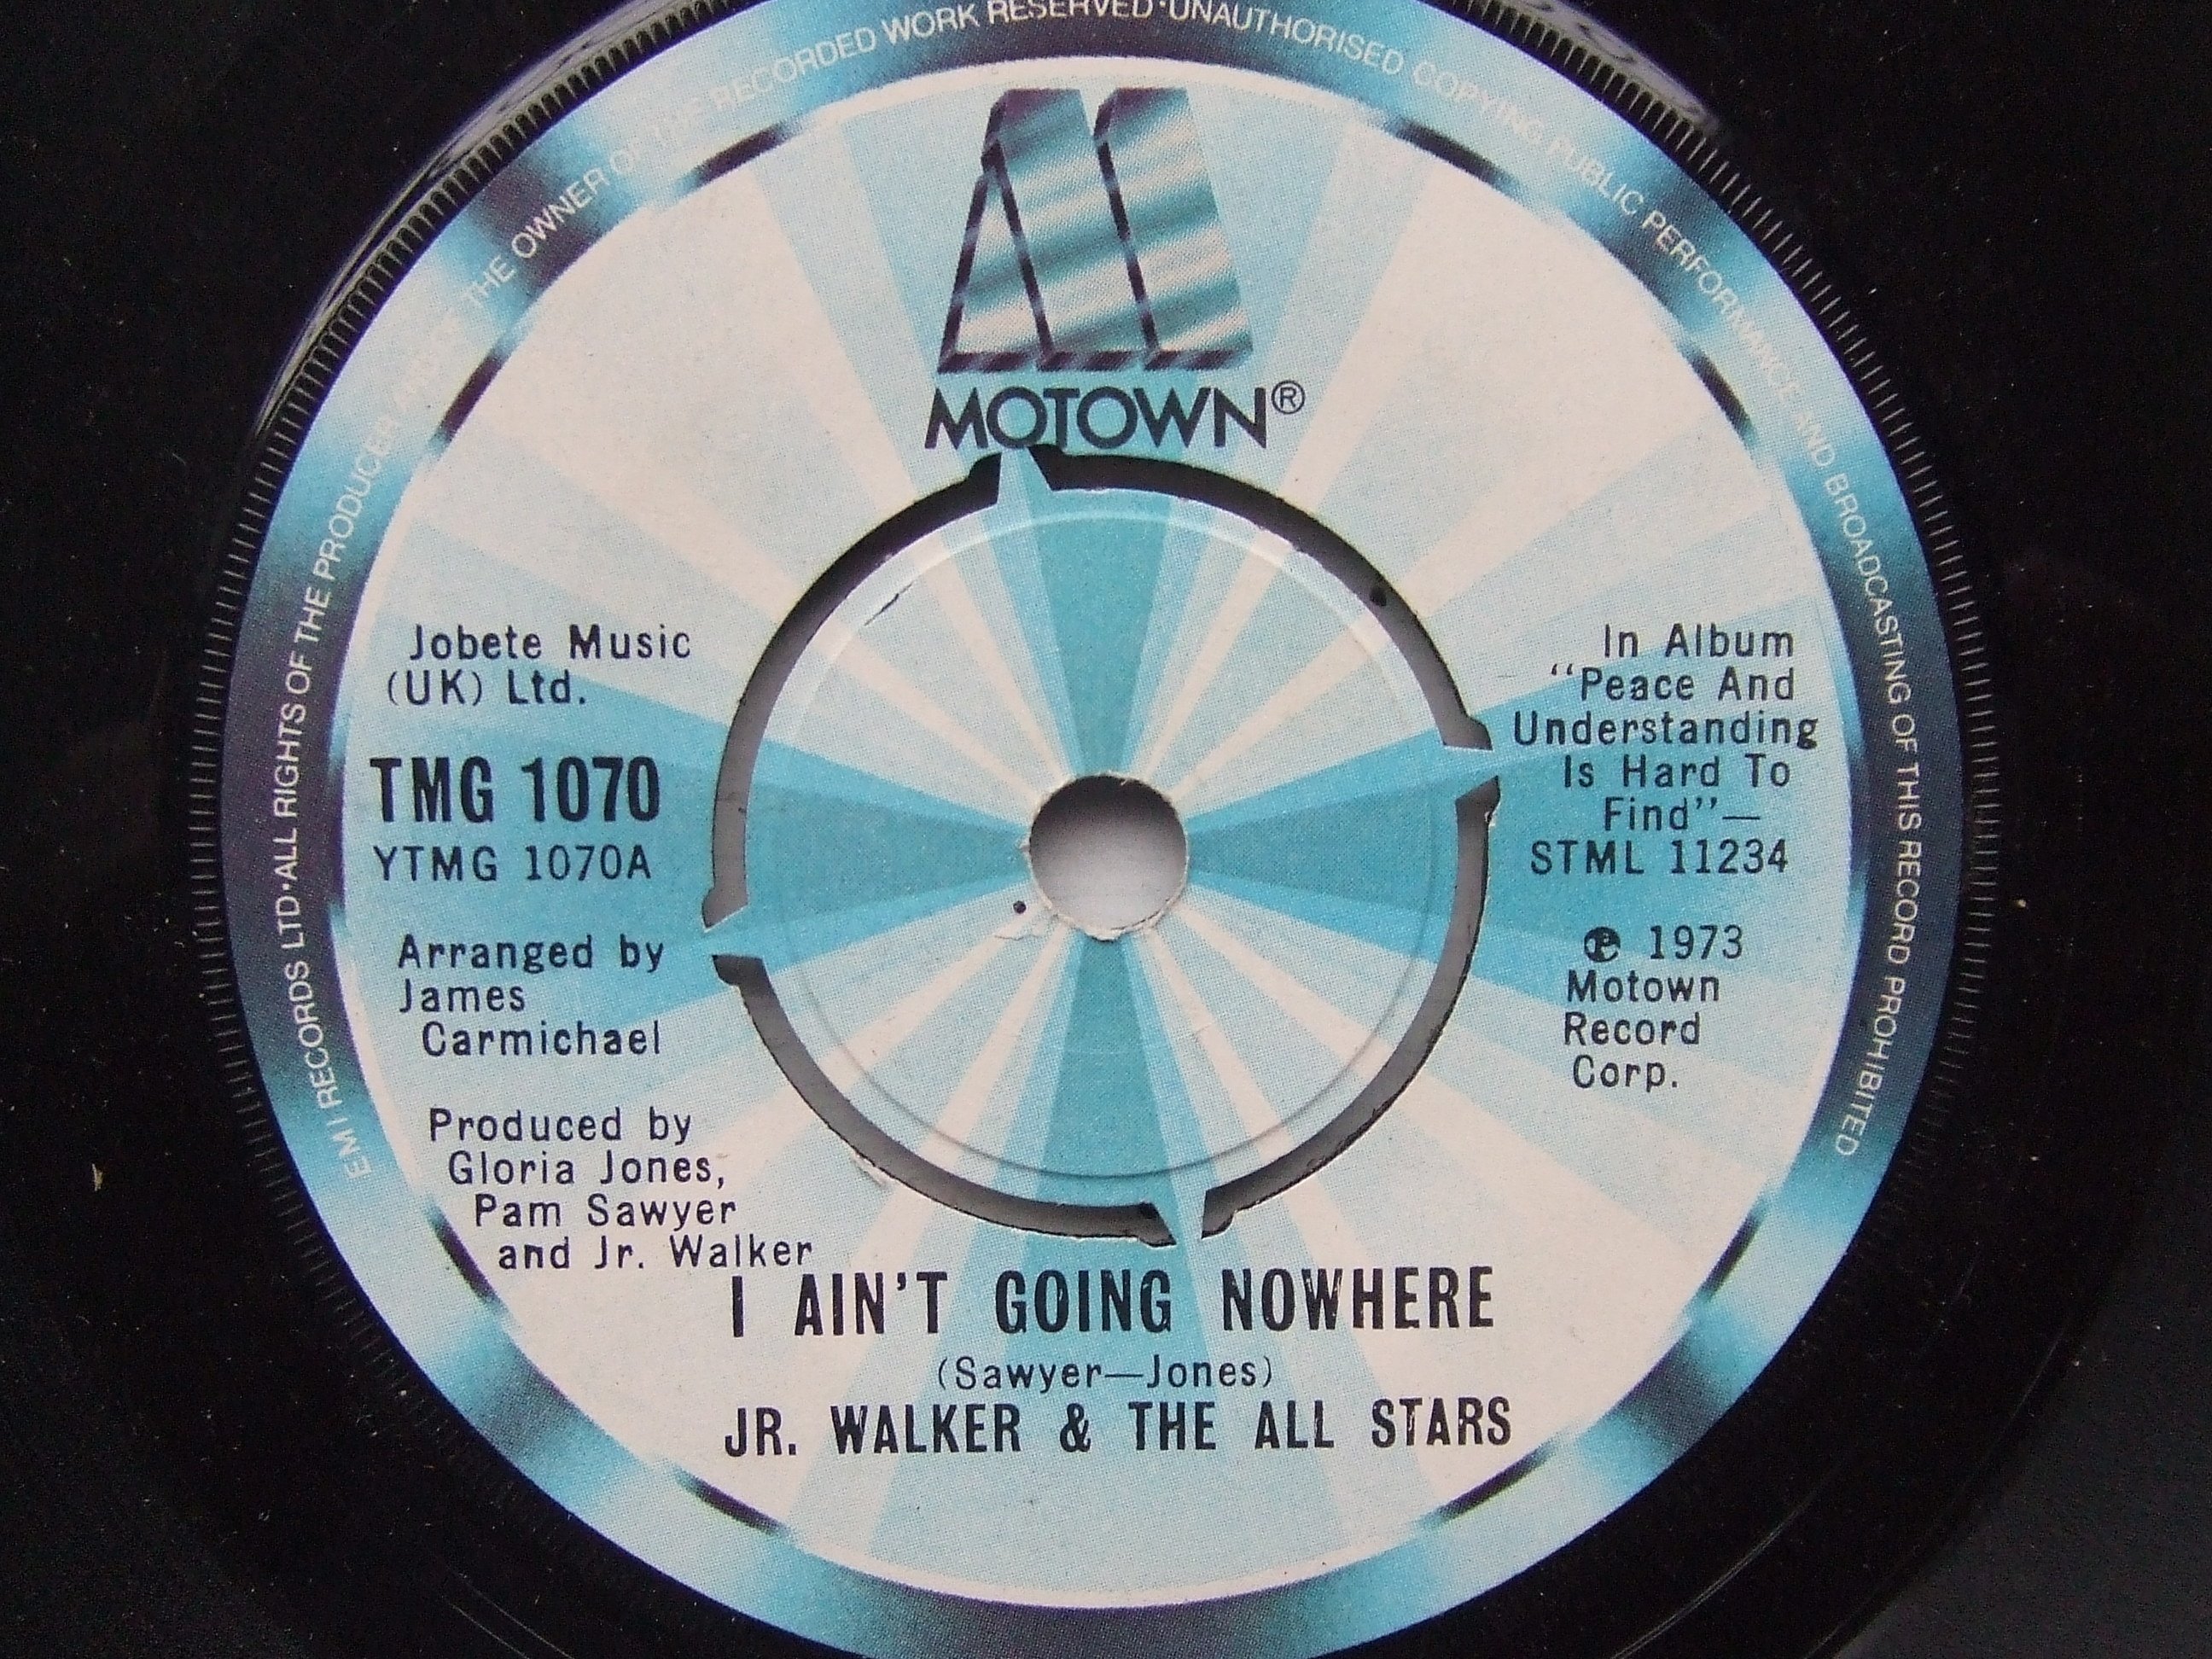 EMI RECORDS LTD·ALL RIGHTS OF THE PRODUCER AND OF THE OWNER OF THE RECORDED WORK RESERVED·UNAUTHORISED COPYING PUBLIC PERFORMANCE AND BROADCASTING OF THIS RECORD PROHIBITED
MOTOWN®
Jobete Music
(UK) Ltd.
TMG 1070
YTMG 1070A
Arranged by
James
Carmichael
Produced by
Gloria Jones,
Pam Sawyer
and Jr. Walker
In Album
“Peace And
Understanding
Is Hard To
Find”—
STML 11234
℗ 1973
Motown
Record
Corp.
I AIN'T GOING NOWHERE
(Sawyer—Jones)
JR. WALKER & THE ALL STARS